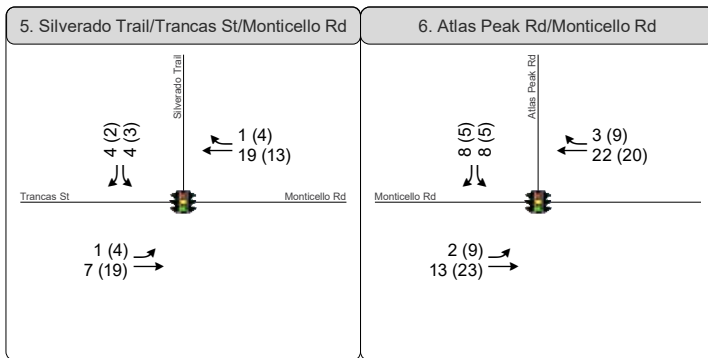 5. Silverado Trail/Trancas St/Monticello Rd
Silverado Trail
4 (2)
4 (3)
1 (4)
19 (13)
Trancas St
Monticello Rd
1 (4)
7 (19)
6. Atlas Peak Rd/Monticello Rd
Atlas Peak Rd
8 (5)
8 (5)
3 (9)
22 (20)
Monticello Rd
2 (9)
13 (23)